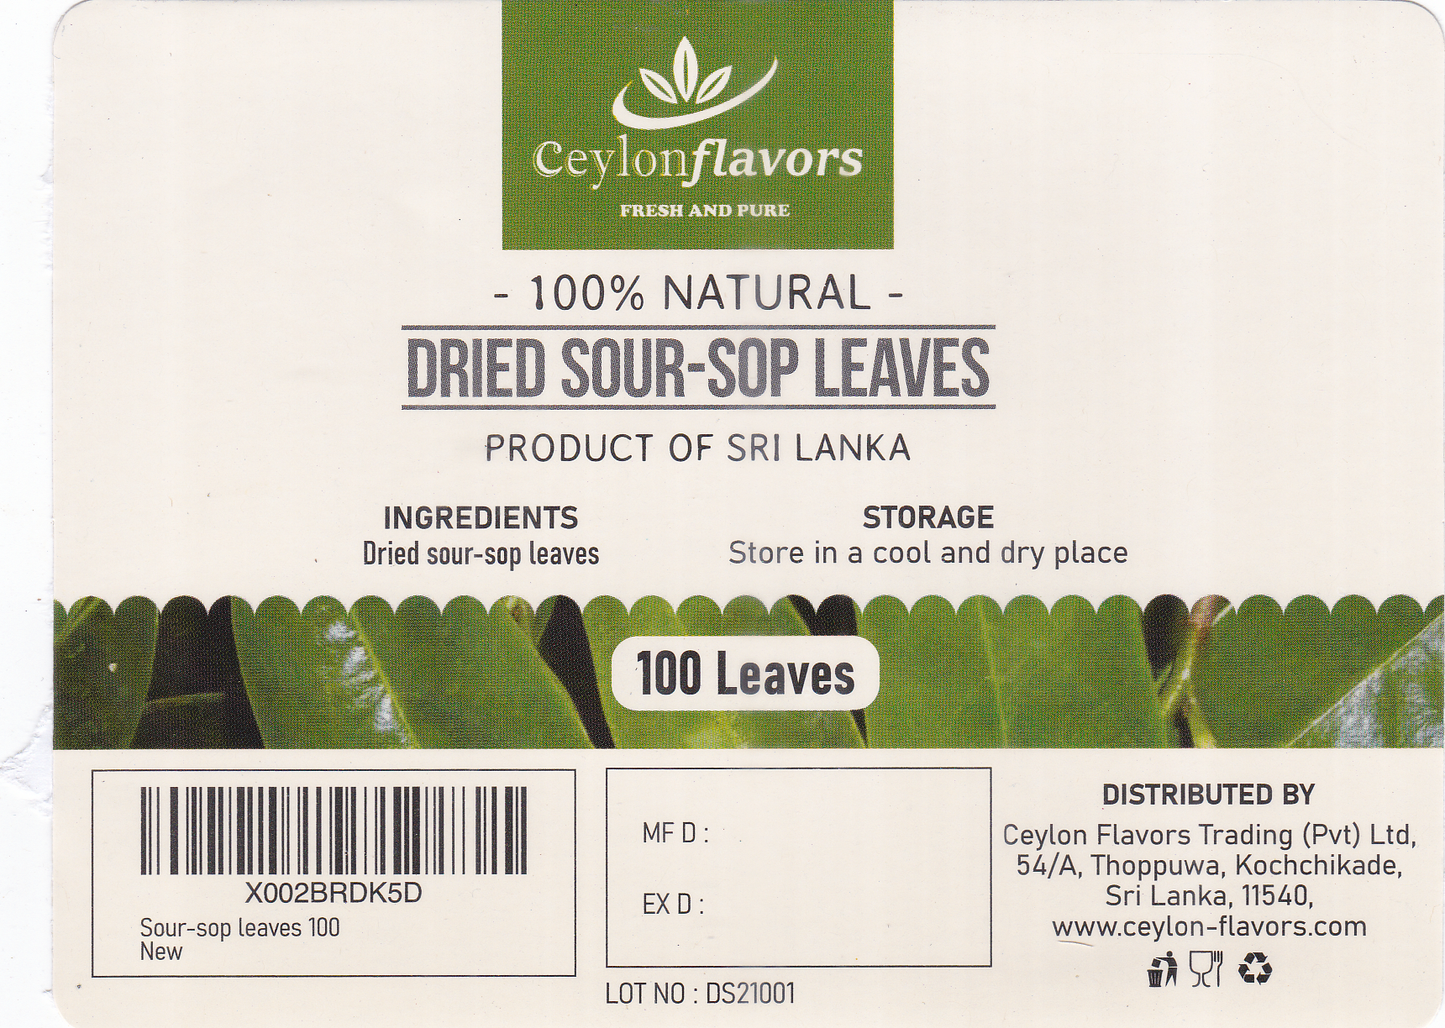 Ceylonflavors
FRESH AND PURE
- 100% NATURAL -
DRIED SOUR-SOP LEAVES
PRODUCT OF SRI LANKA
INGREDIENTS
Dried sour-sop leaves
STORAGE
Store in a cool and dry place
100 Leaves
X002BRDK5D
Sour-sop leaves 100
New
MF D :
EX D :
LOT NO : DS21001
DISTRIBUTED BY
Ceylon Flavors Trading (Pvt) Ltd,
54/A, Thoppuwa, Kochchikade,
Sri Lanka, 11540,
www.ceylon-flavors.com